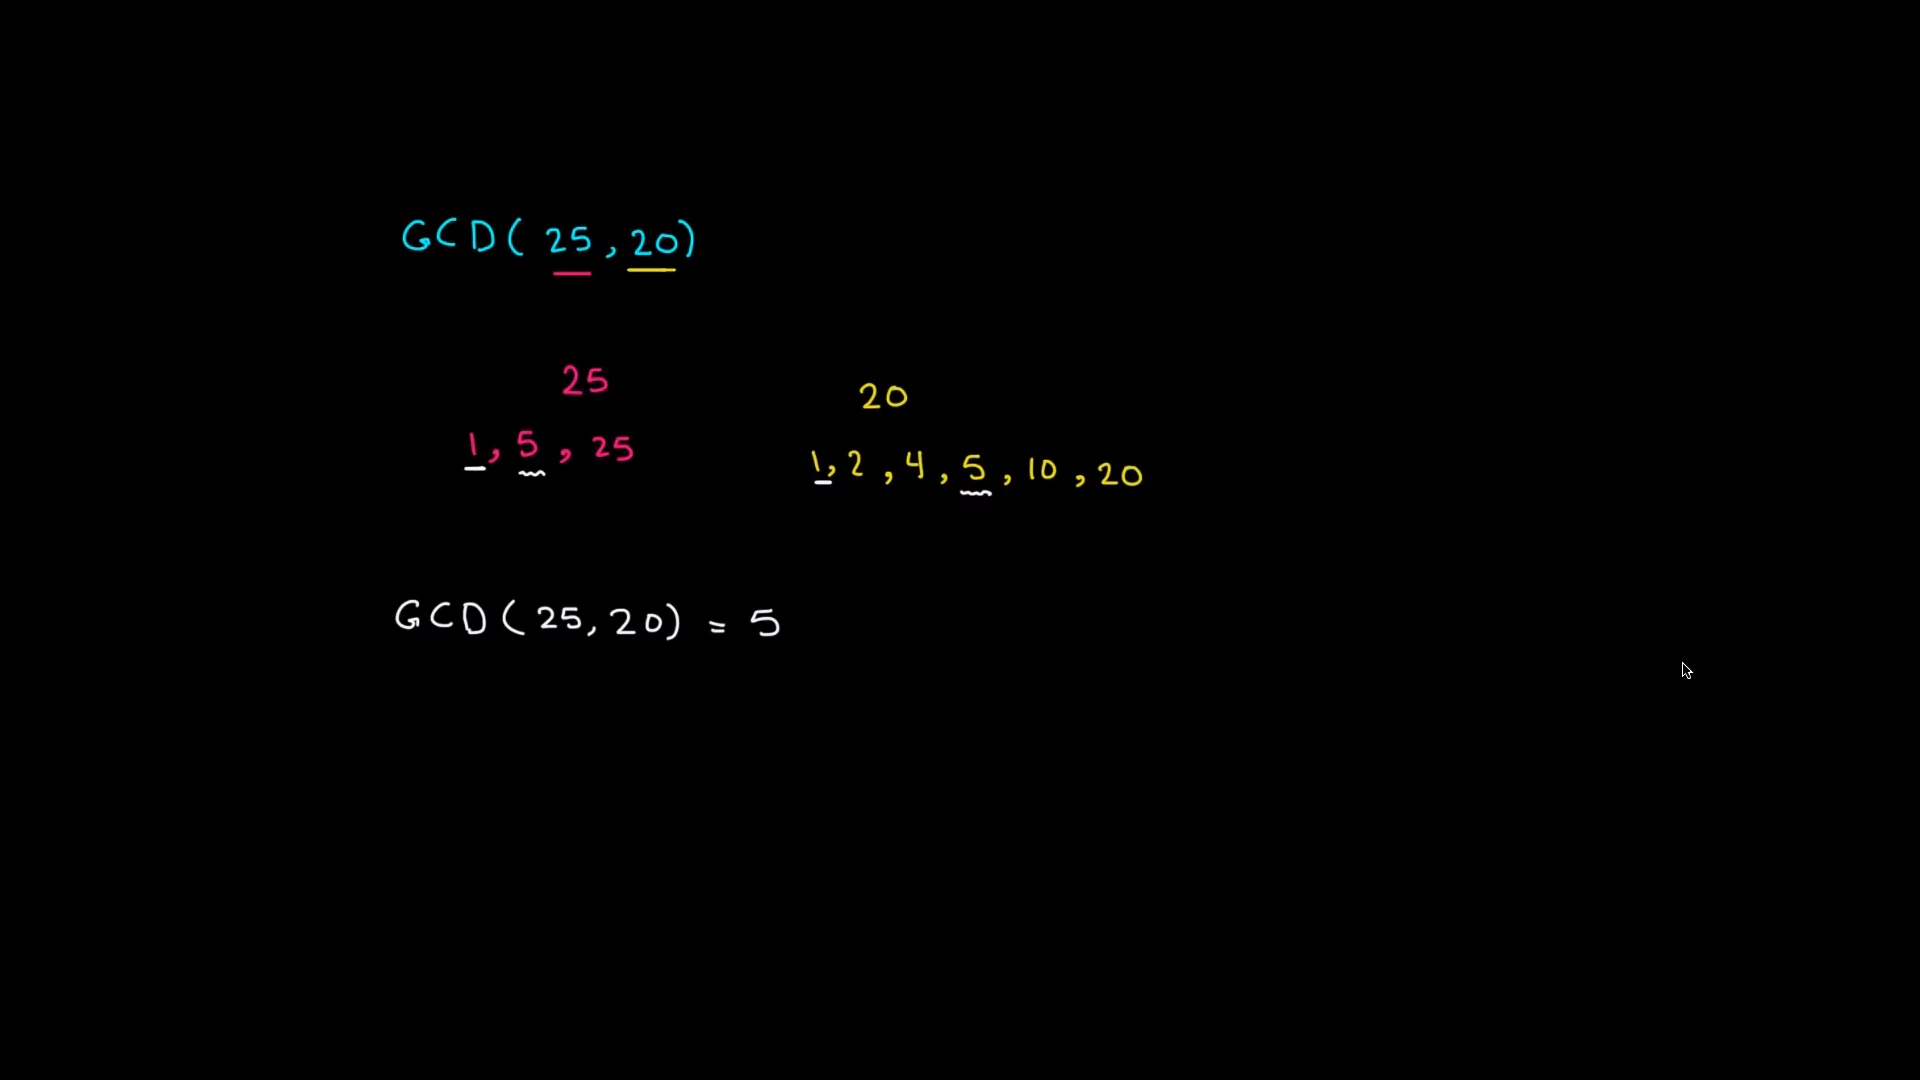 GCD(25,20)
25
20
1, 5, 25
1, 2, 4, 5, 10, 20
GCD(25,20) = 5